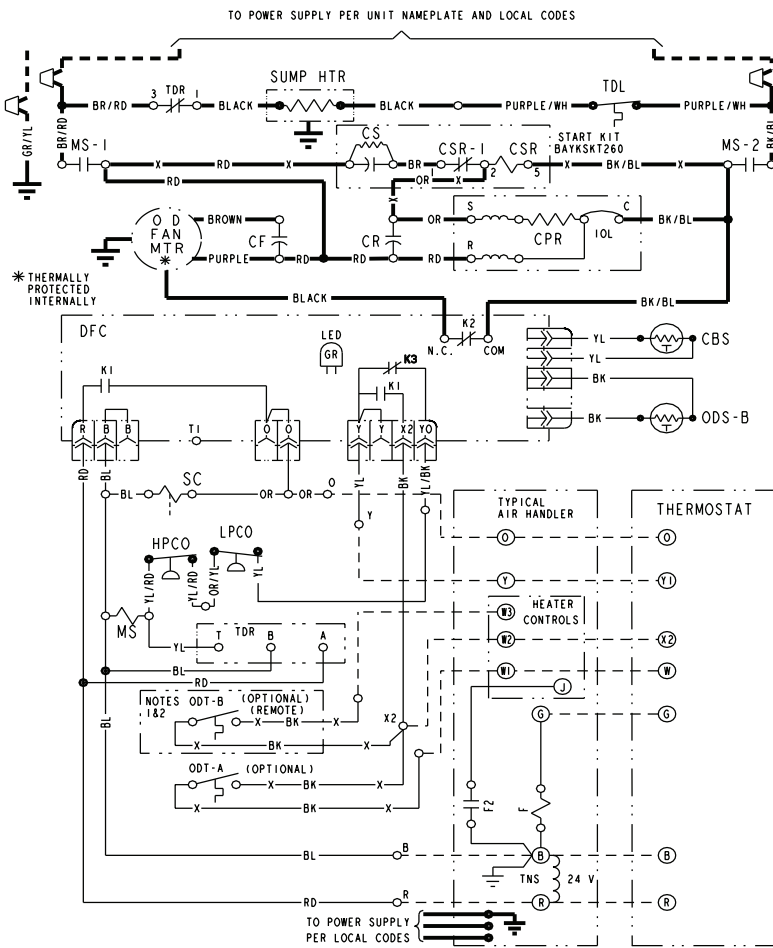 TO POWER SUPPLY PER UNIT NAMEPLATE AND LOCAL CODES
SUMP HTR
TDL
3 TDR 1
BR/RD BLACK BLACK PURPLE/WH PURPLE/WH
GR/YL
BR/RD
BK/BL
MS-1
CS
CSR-1
CSR
START KIT
BAYKSKT260
MS-2
X RD X BR 1 2 5 X BK/BL X
RD
OR X
X
O D
FAN
MTR
*
BROWN
CF
PURPLE RD
CR
RD RD
OR
S
C
CPR
IOL
R
BK/BL
* THERMALLY
PROTECTED
INTERNALLY
BLACK
BK/BL
DFC
LED
GR
K2
N.C. COM
YL
CBS
YL
BK
BK
ODS-B
K1
K3
K1
R B B
T1
O O
Y Y X2 YO
RD
BL
YL
BK
YL/BK
BL
SC
OR OR O
Y
TYPICAL
AIR HANDLER
THERMOSTAT
O
O
Y
Y1
HPCO
LPCO
YL/RD
YL/RD
OR/YL
YL
MS
YL
TDR
T B A
BL
RD
HEATER
CONTROLS
W3
W2
X2
W1
W
J
G
G
NOTES
1&2
ODT-B
(OPTIONAL)
(REMOTE)
X BK X
X BK X
X2
BL
ODT-A (OPTIONAL)
X BK X
X BK X
F2
F
BL B B B
TNS 24 V
RD R R R
TO POWER SUPPLY
PER LOCAL CODES